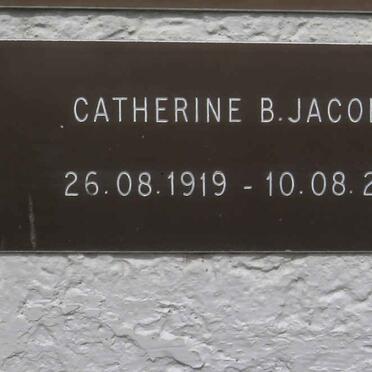 CATHERINE B. JACO
26.08.1919 - 10.08.2